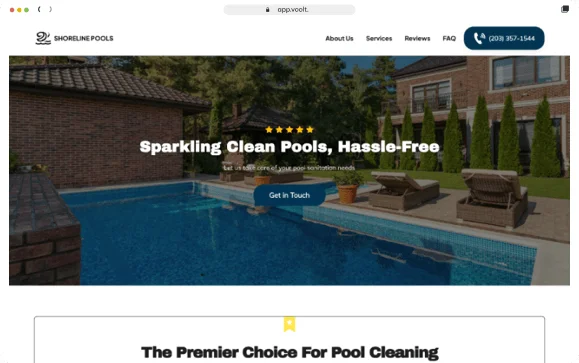 app.voolt.
SHORELINE POOLS
About Us Services Reviews FAQ (203) 357-1544
Sparkling Clean Pools, Hassle-Free
Let us take care of your pool sanitation needs
Get in Touch
The Premier Choice For Pool Cleaning